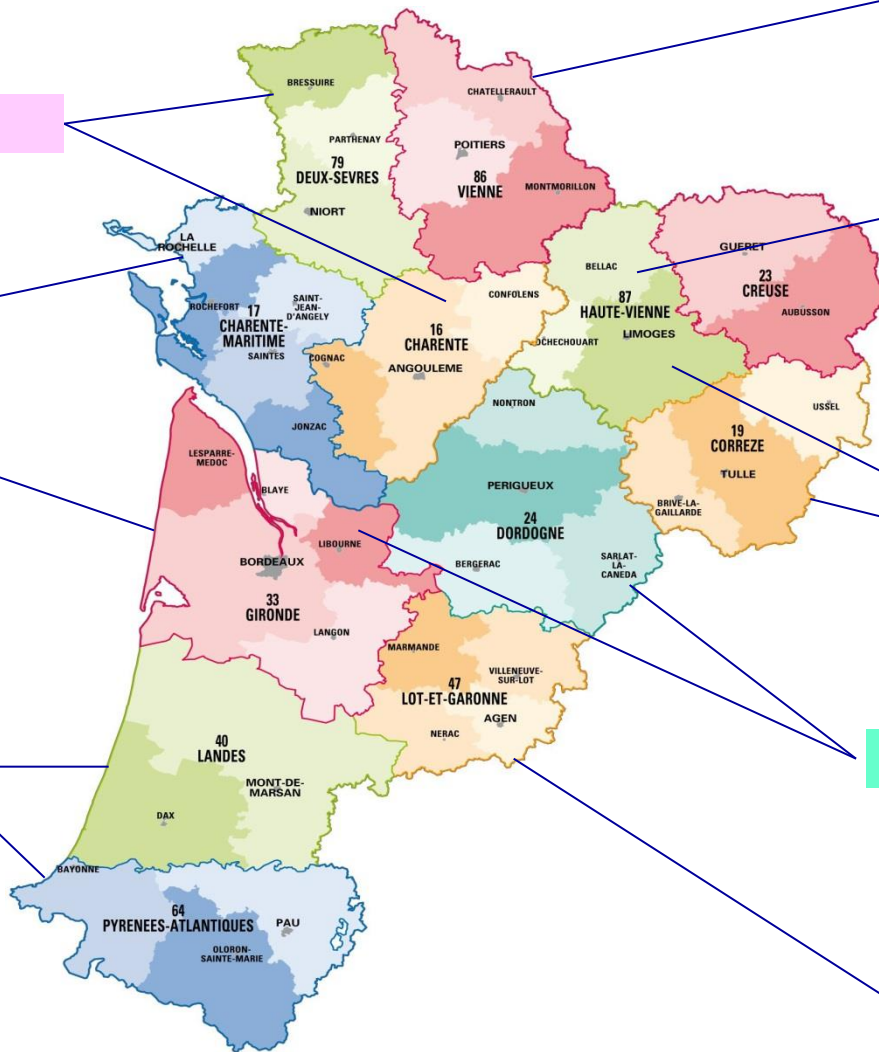 BRESSUIRE
CHATELLERAULT
PARTHENAY
POITIERS
79
DEUX-SEVRES
86
VIENNE
MONTMORILLON
NIORT
LA
ROCHELLE
GUERET
BELLAC
23
CREUSE
CONFOLENS
87
HAUTE-VIENNE
SAINT-
JEAN-
D'ANGELY
ROCHEFORT
17
CHARENTE-
MARITIME
AUBUSSON
16
CHARENTE
LIMOGES
OCHECHOUART
SAINTES
COGNAC
ANGOULEME
NONTRON
USSEL
JONZAC
19
CORREZE
TULLE
LESPARRE-
MEDOC
BLAYE
PERIGUEUX
BRIVE-LA-
GAILLARDE
24
DORDOGNE
LIBOURNE
BORDEAUX
BERGERAC
SARLAT-
LA-
CANEDA
33
GIRONDE
LANGON
MARMANDE
VILLENEUVE-
SUR-LOT
47
LOT-ET-GARONNE
AGEN
NERAC
40
LANDES
MONT-DE-
MARSAN
DAX
BAYONNE
64
PYRENEES-ATLANTIQUES
PAU
OLORON-
SAINTE-MARIE